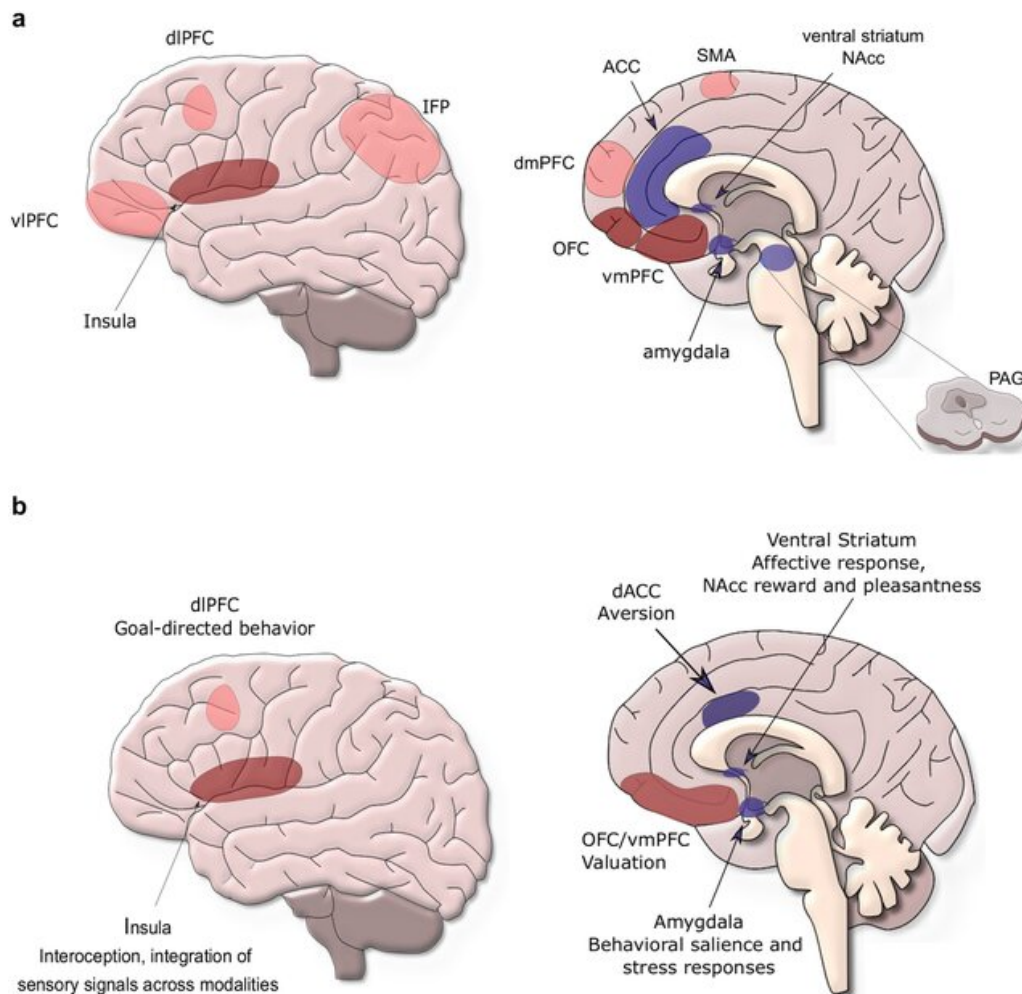 a
dlPFC
IFP
vlPFC
Insula
ventral striatum
NAcc
SMA
ACC
dmPFC
OFC
vmPFC
amygdala
PAG
b
dlPFC
Goal-directed behavior
Insula
Interoception, integration of
sensory signals across modalities
Ventral Striatum
Affective response,
NAcc reward and pleasantness
dACC
Aversion
OFC/vmPFC
Valuation
Amygdala
Behavioral salience and
stress responses